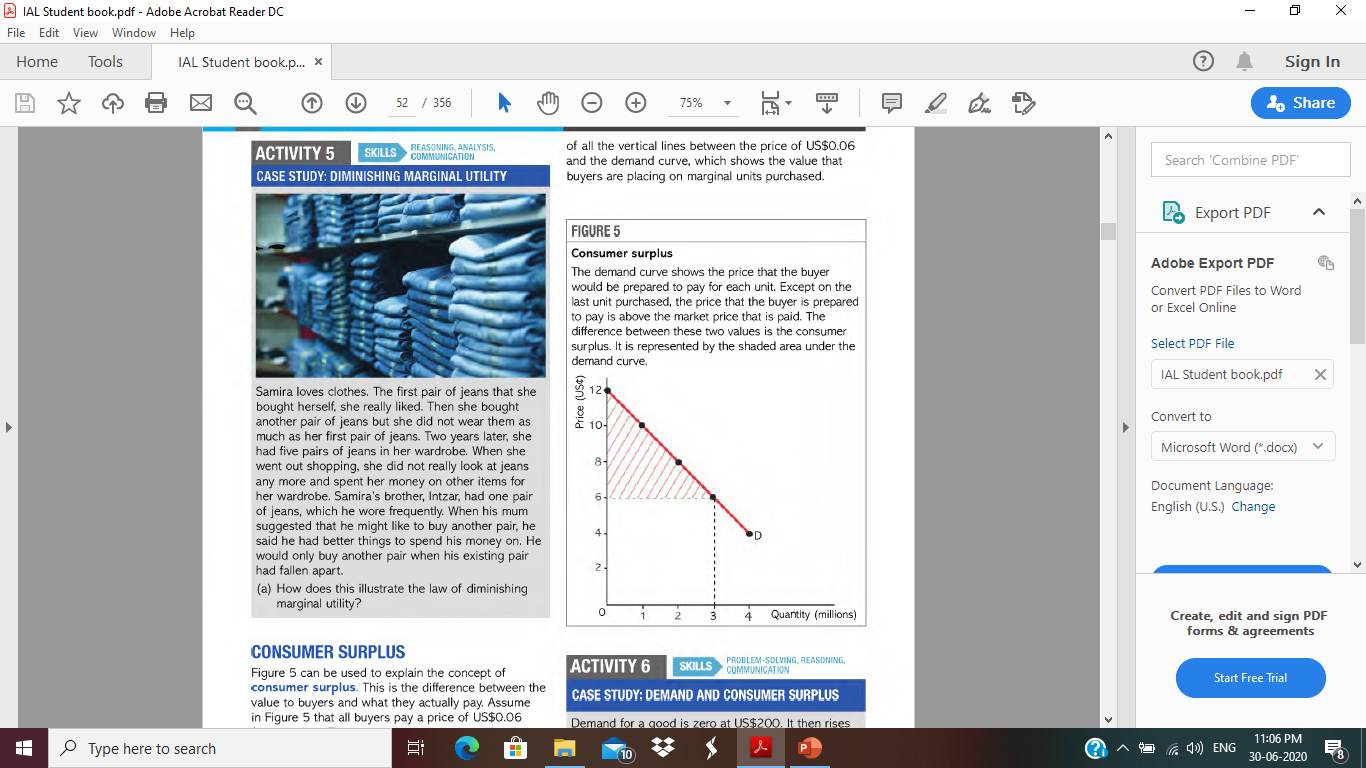 IAL Student book.pdf - Adobe Acrobat Reader DC
File Edit View Window Help
Home Tools IAL Student book.p... ×
Sign In
52 / 356
75%
Share
ACTIVITY 5
SKILLS
REASONING, ANALYSIS,
COMMUNICATION
CASE STUDY: DIMINISHING MARGINAL UTILITY
Samira loves clothes. The first pair of jeans that she
bought herself, she really liked. Then she bought
another pair of jeans but she did not wear them as
much as her first pair of jeans. Two years later, she
had five pairs of jeans in her wardrobe. When she
went out shopping, she did not really look at jeans
any more and spent her money on other items for
her wardrobe. Samira's brother, Intzar, had one pair
of jeans, which he wore frequently. When his mum
suggested that he might like to buy another pair, he
said he had better things to spend his money on. He
would only buy another pair when his existing pair
had fallen apart.
(a) How does this illustrate the law of diminishing
marginal utility?
CONSUMER SURPLUS
Figure 5 can be used to explain the concept of
consumer surplus. This is the difference between the
value to buyers and what they actually pay. Assume
in Figure 5 that all buyers pay a price of US$0.06
of all the vertical lines between the price of US$0.06
and the demand curve, which shows the value that
buyers are placing on marginal units purchased.
FIGURE 5
Consumer surplus
The demand curve shows the price that the buyer
would be prepared to pay for each unit. Except on the
last unit purchased, the price that the buyer is prepared
to pay is above the market price that is paid. The
difference between these two values is the consumer
surplus. It is represented by the shaded area under the
demand curve.
Price (US¢)
12
10
8
6
4
2
D
0 1 2 3 4 Quantity (millions)
ACTIVITY 6
SKILLS
PROBLEM-SOLVING, REASONING,
COMMUNICATION
CASE STUDY: DEMAND AND CONSUMER SURPLUS
Demand for a good is zero at US$200. It then rises
Search 'Combine PDF'
Export PDF
Adobe Export PDF
Convert PDF Files to Word
or Excel Online
Select PDF File
IAL Student book.pdf
Convert to
Microsoft Word (*.docx)
Document Language:
English (U.S.) Change
Create, edit and sign PDF
forms & agreements
Start Free Trial
Type here to search
10
ENG
11:06 PM
30-06-2020
8